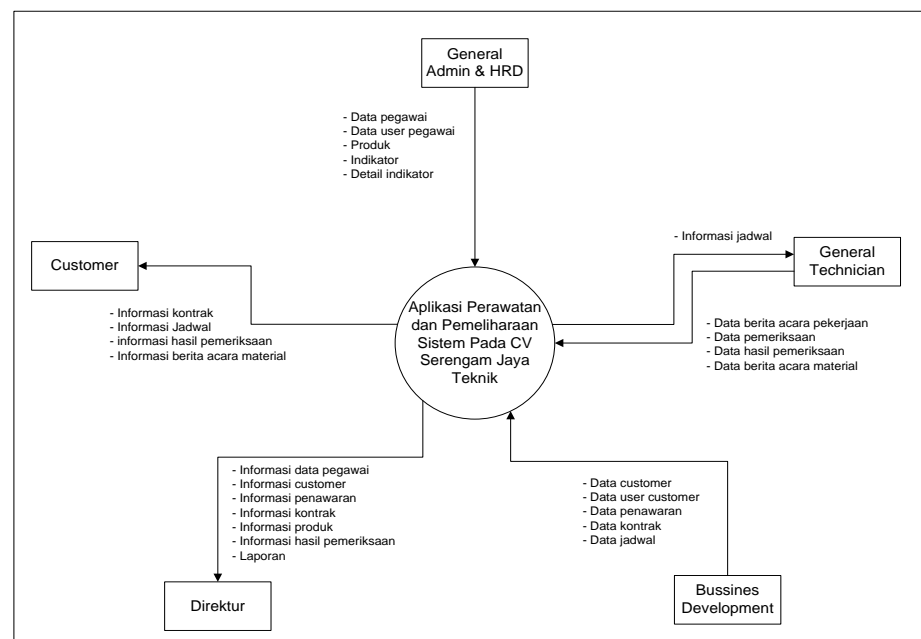 General
Admin & HRD
- Data pegawai
- Data user pegawai
- Produk
- Indikator
- Detail indikator
- Informasi jadwal
General
Technician
Customer
Aplikasi Perawatan
dan Pemeliharaan
Sistem Pada CV
Serengam Jaya
Teknik
- Informasi kontrak
- Informasi Jadwal
- informasi hasil pemeriksaan
- Informasi berita acara material
- Data berita acara pekerjaan
- Data pemeriksaan
- Data hasil pemeriksaan
- Data berita acara material
- Informasi data pegawai
- Informasi customer
- Informasi penawaran
- Informasi kontrak
- Informasi produk
- Informasi hasil pemeriksaan
- Laporan
- Data customer
- Data user customer
- Data penawaran
- Data kontrak
- Data jadwal
Direktur
Bussines
Development